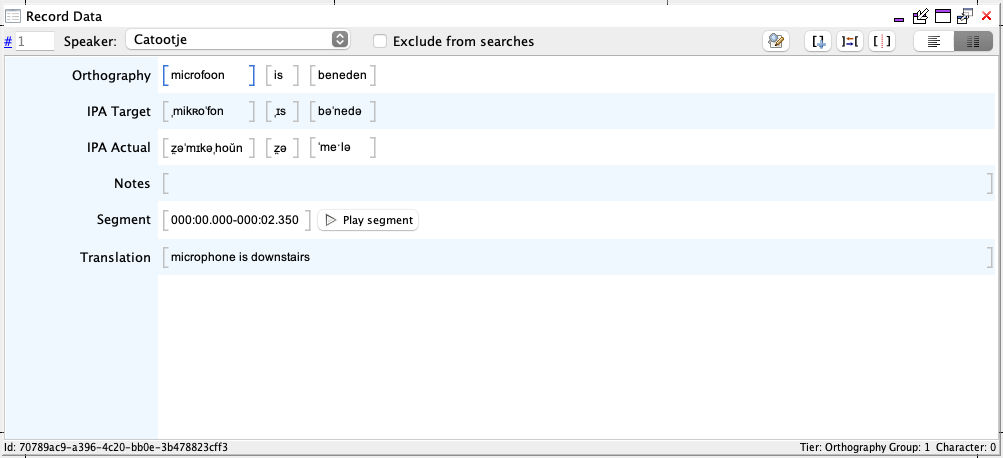 Record Data
# 1 Speaker: Catootje Exclude from searches
Orthography [microfoon] [is] [beneden]
IPA Target [ˌmikʀoˈfon] [ˌɪs] [bəˈnedə]
IPA Actual [z̤əˈmɪkəˌhoŭn] [z̤ə] [ˈmeˑlə]
Notes [ ]
Segment [000:00.000-000:02.350] Play segment
Translation [microphone is downstairs]
Id: 70789ac9-a396-4c20-bb0e-3b478823cff3 Tier: Orthography Group: 1 Character: 0